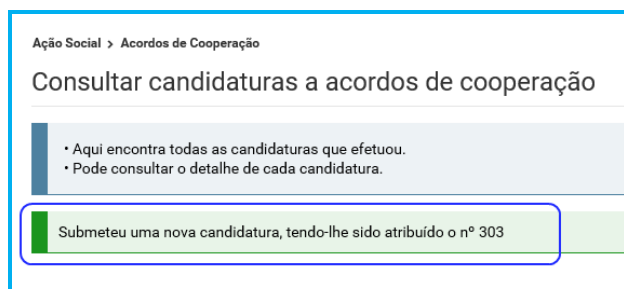 Ação Social > Acordos de Cooperação
Consultar candidaturas a acordos de cooperação
• Aqui encontra todas as candidaturas que efetuou.
• Pode consultar o detalhe de cada candidatura.
Submeteu uma nova candidatura, tendo-lhe sido atribuído o nº 303